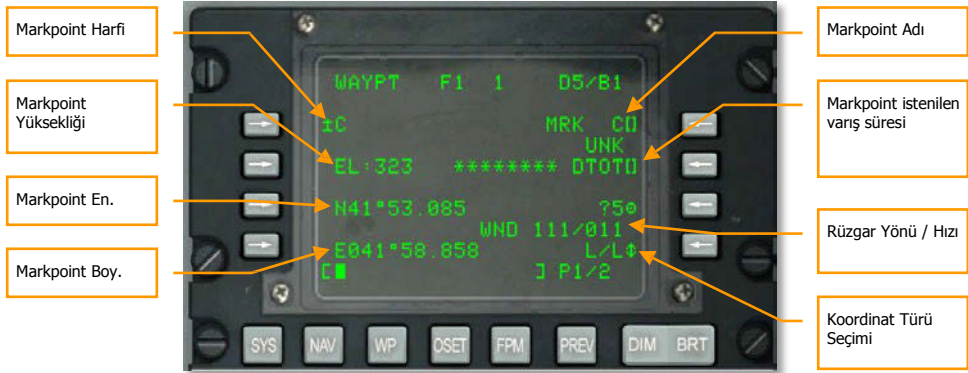 Markpoint Harfi
Markpoint
Yüksekliği
Markpoint En.
Markpoint Boy.
WAYPT F1 1 D5/B1
±C MRK C[]
UNK
EL:323 ******** DTOT[]
N41°53.085 ?5⊙
WND 111/011
E041°58.858 L/L↕
[█ ] P1/2
SYS NAV WP OSET FPM PREV DIM BRT
Markpoint Adı
Markpoint istenilen
varış süresi
Rüzgar Yönü / Hızı
Koordinat Türü
Seçimi